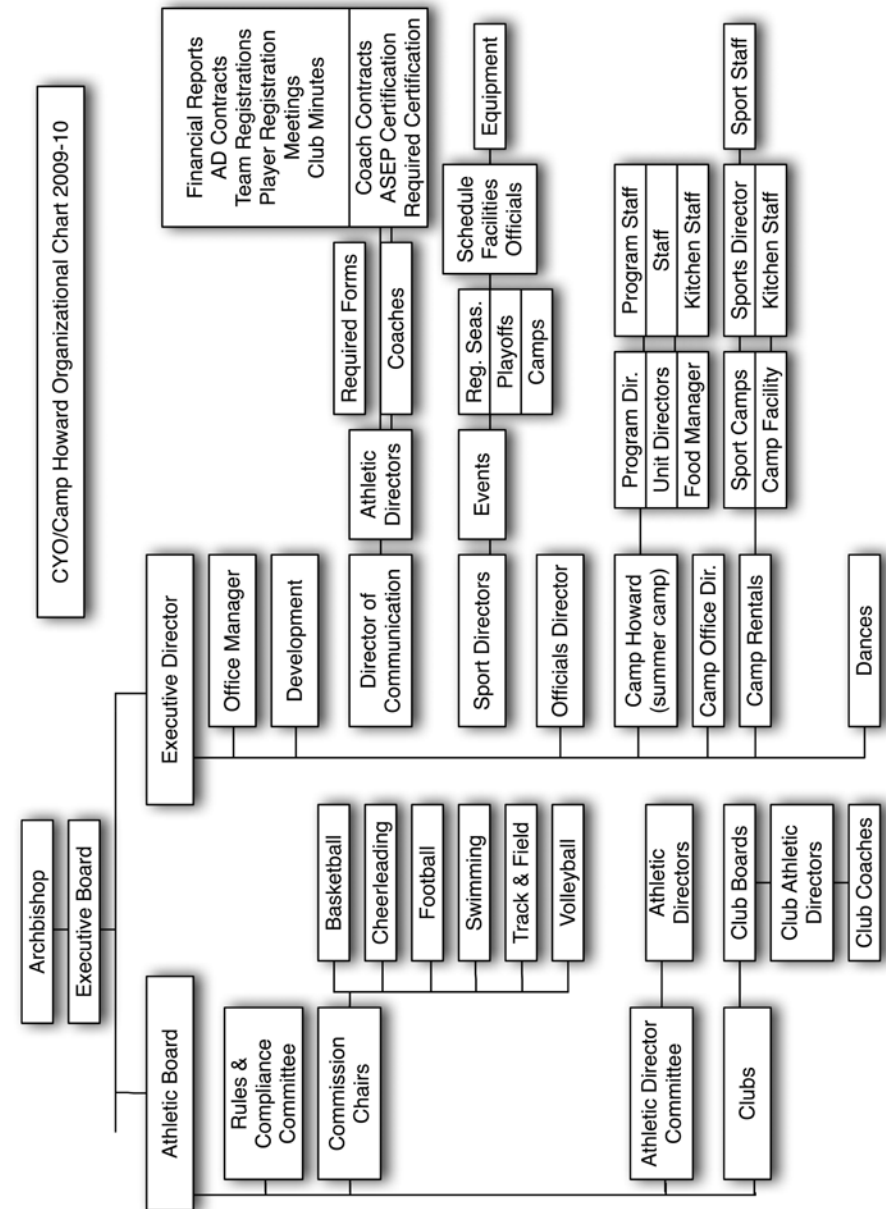 CYO/Camp Howard Organizational Chart 2009-10
Archbishop
Executive Board
Athletic Board
Rules &
Compliance
Committee
Commission
Chairs
Basketball
Cheerleading
Football
Swimming
Track & Field
Volleyball
Athletic Director
Committee
Athletic
Directors
Clubs
Club Boards
Club Athletic
Directors
Club Coaches
Executive Director
Office Manager
Development
Director of
Communication
Athletic
Directors
Required Forms
Coaches
Financial Reports
AD Contracts
Team Registrations
Player Registration
Meetings
Club Minutes
Coach Contracts
ASEP Certification
Required Certification
Sport Directors
Events
Reg. Seas.
Playoffs
Camps
Schedule
Facilities
Officials
Equipment
Officials Director
Camp Howard
(summer camp)
Program Dir.
Unit Directors
Food Manager
Program Staff
Staff
Kitchen Staff
Camp Office Dir.
Camp Rentals
Sport Camps
Camp Facility
Sports Director
Kitchen Staff
Sport Staff
Dances